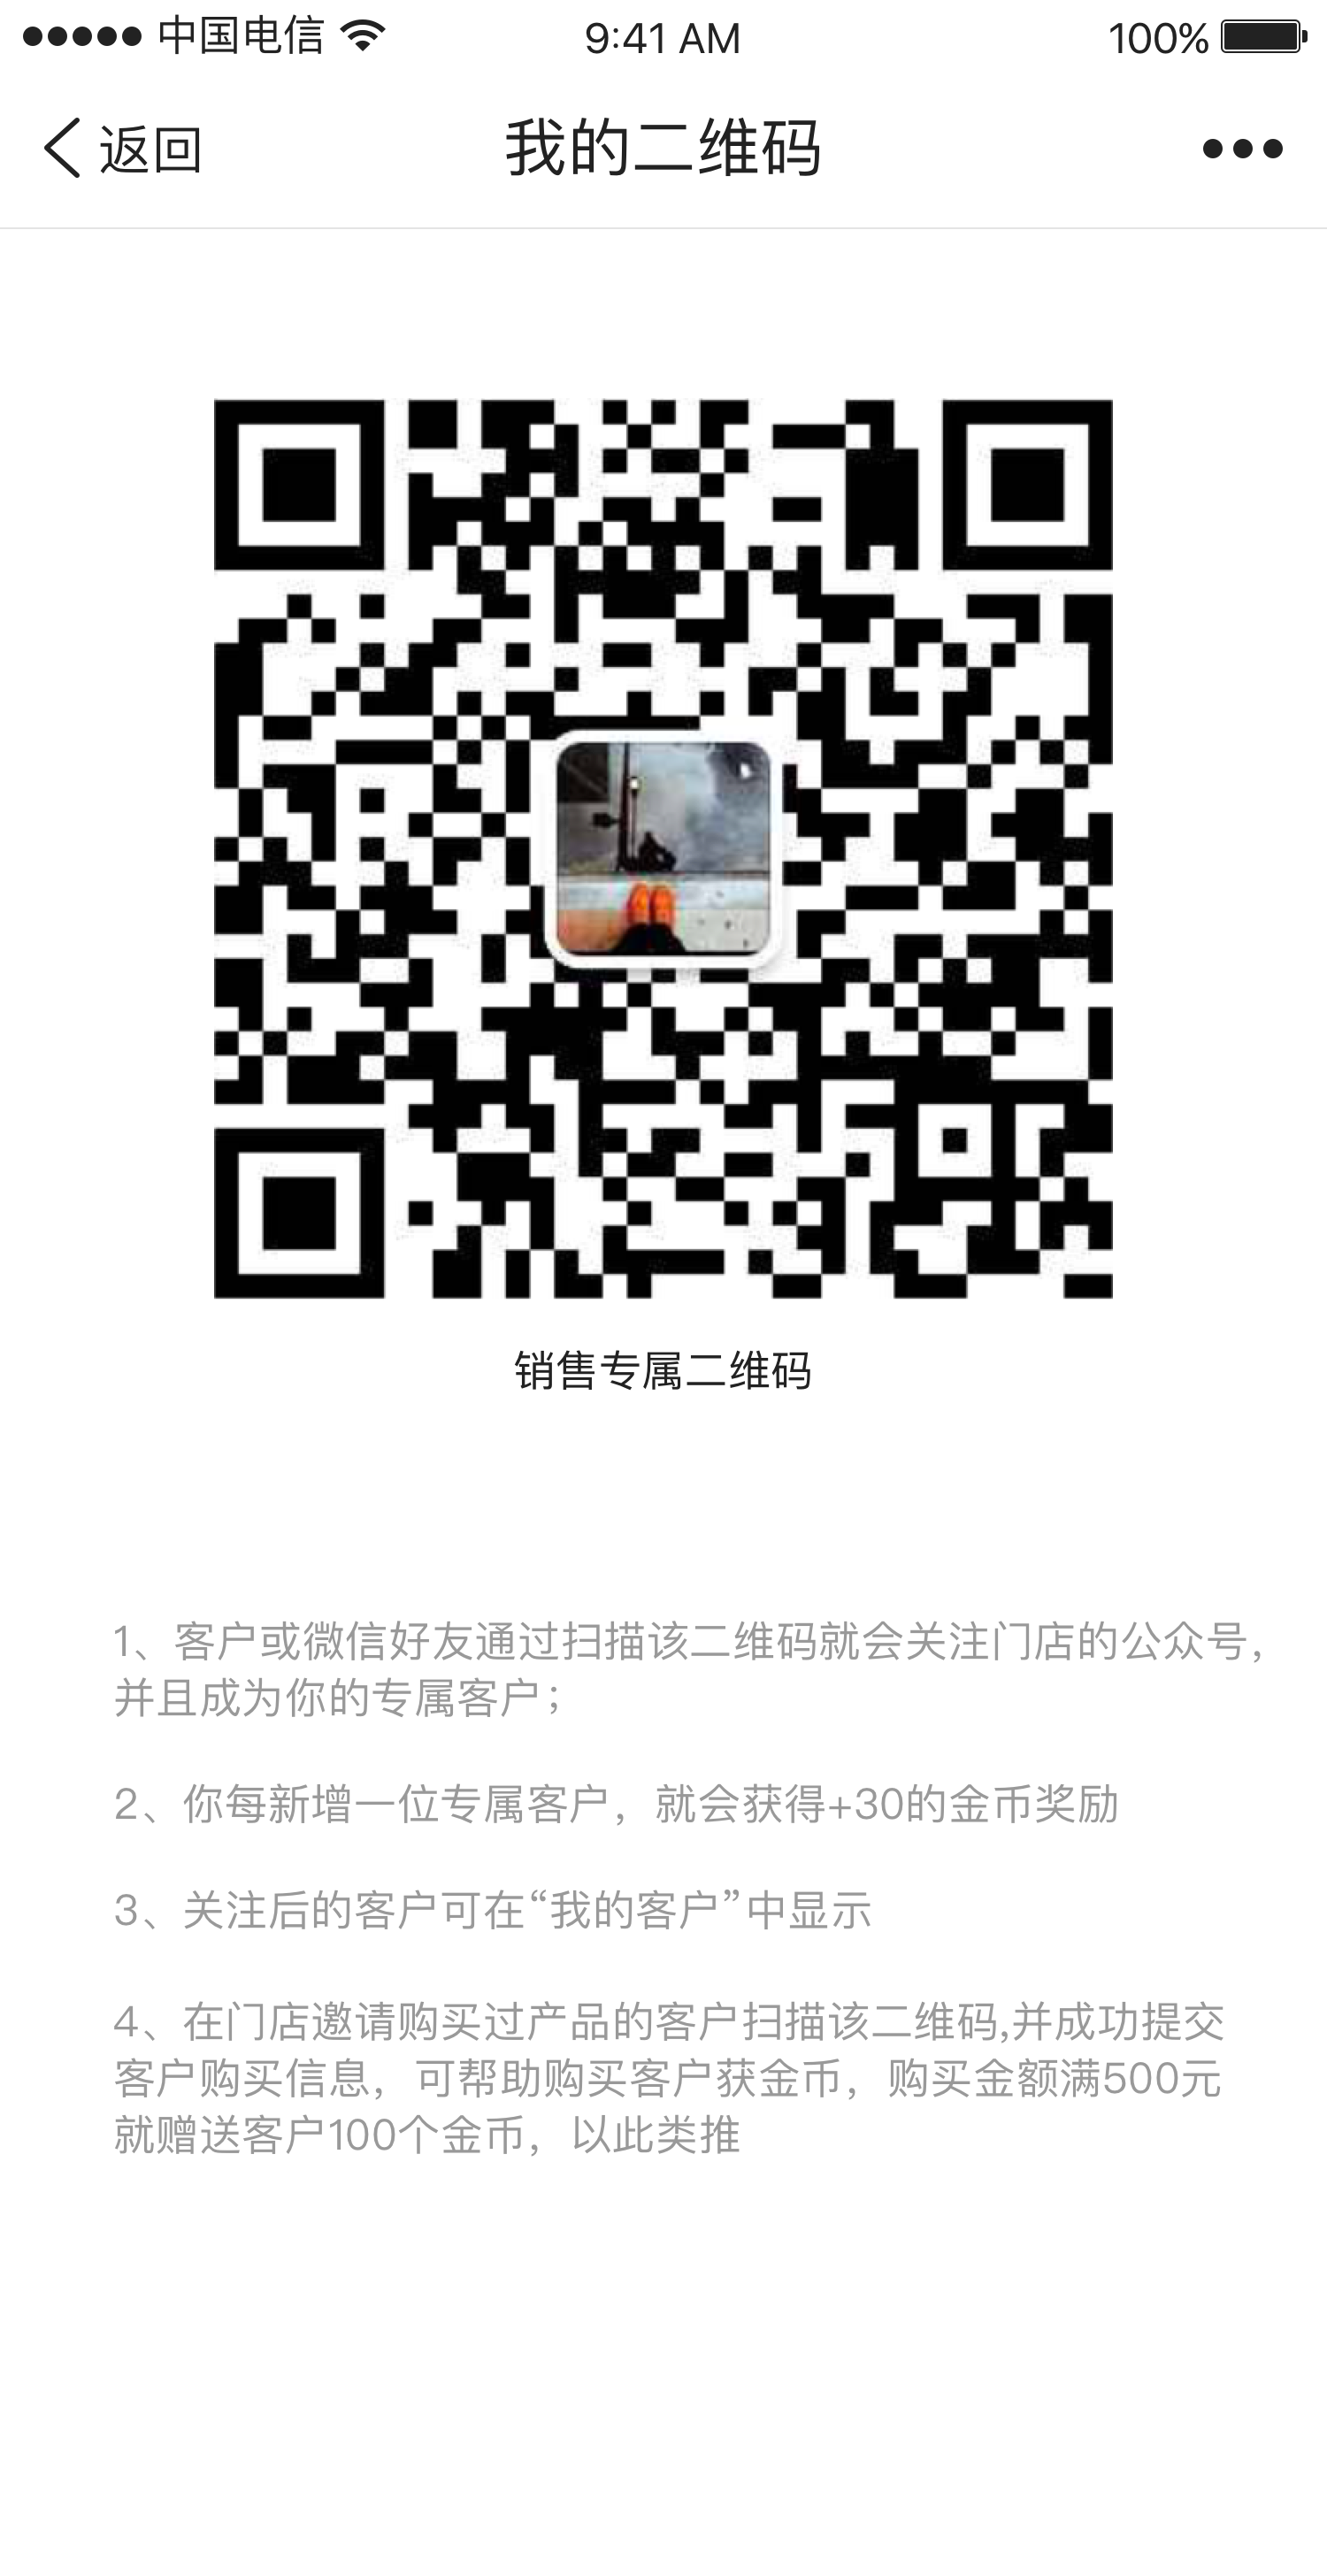 中国电信 9:41 AM 100%
返回 我的二维码
销售专属二维码
1、客户或微信好友通过扫描该二维码就会关注门店的公众号，
并且成为你的专属客户；
2、你每新增一位专属客户，就会获得+30的金币奖励
3、关注后的客户可在“我的客户”中显示
4、在门店邀请购买过产品的客户扫描该二维码,并成功提交
客户购买信息，可帮助购买客户获金币，购买金额满500元
就赠送客户100个金币，以此类推